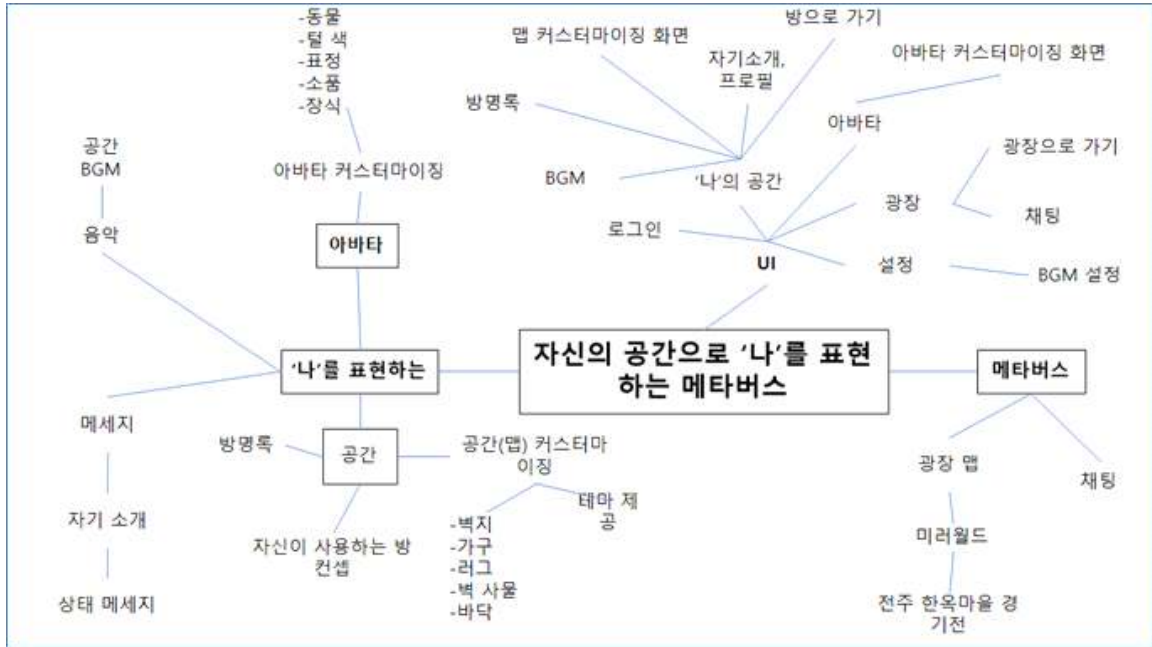 -동물
-털 색
-표정
-소품
-장식
아바타 커스터마이징
아바타
공간
BGM
음악
맵 커스터마이징 화면
방으로 가기
자기소개,
프로필
방명록
BGM
'나'의 공간
아바타 커스터마이징 화면
아바타
광장으로 가기
광장
채팅
로그인
UI
설정
BGM 설정
'나'를 표현하는
자신의 공간으로 '나'를 표현
하는 메타버스
메타버스
메세지
자기 소개
상태 메세지
방명록
공간
공간(맵) 커스터마
이징
테마 제
공
-벽지
-가구
-러그
-벽 사물
-바닥
자신이 사용하는 방
컨셉
광장 맵
채팅
미러월드
전주 한옥마을 경
기전